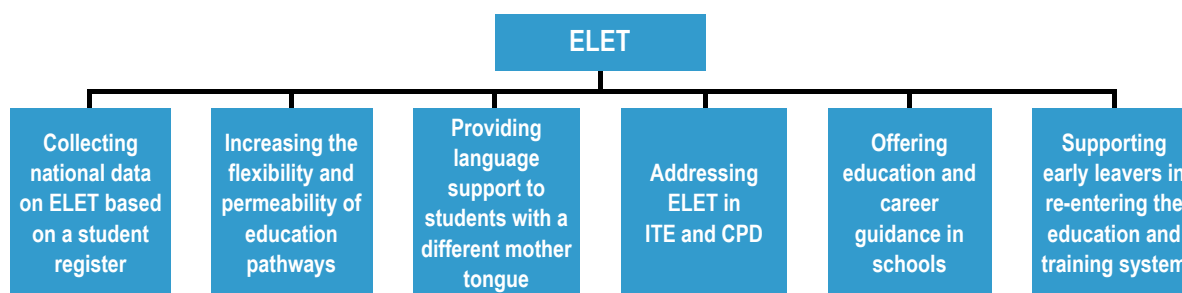 ELET
Collecting
national data
on ELET based
on a student
register
Increasing the
flexibility and
permeability of
education
pathways
Providing
language
support to
students with a
different mother
tongue
Addressing
ELET in
ITE and CPD
Offering
education and
career
guidance in
schools
Supporting
early leavers in
re-entering the
education and
training system